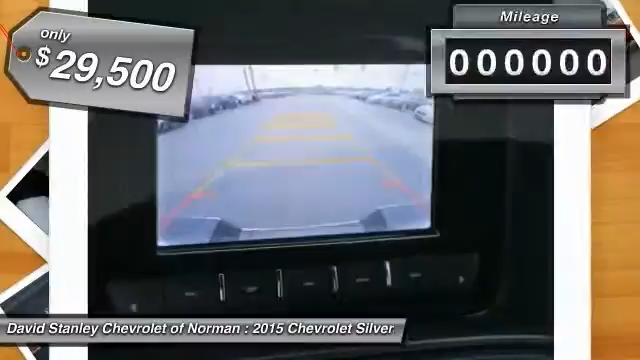 only
$29,500
Mileage
000000
David Stanley Chevrolet of Norman : 2015 Chevrolet Silver